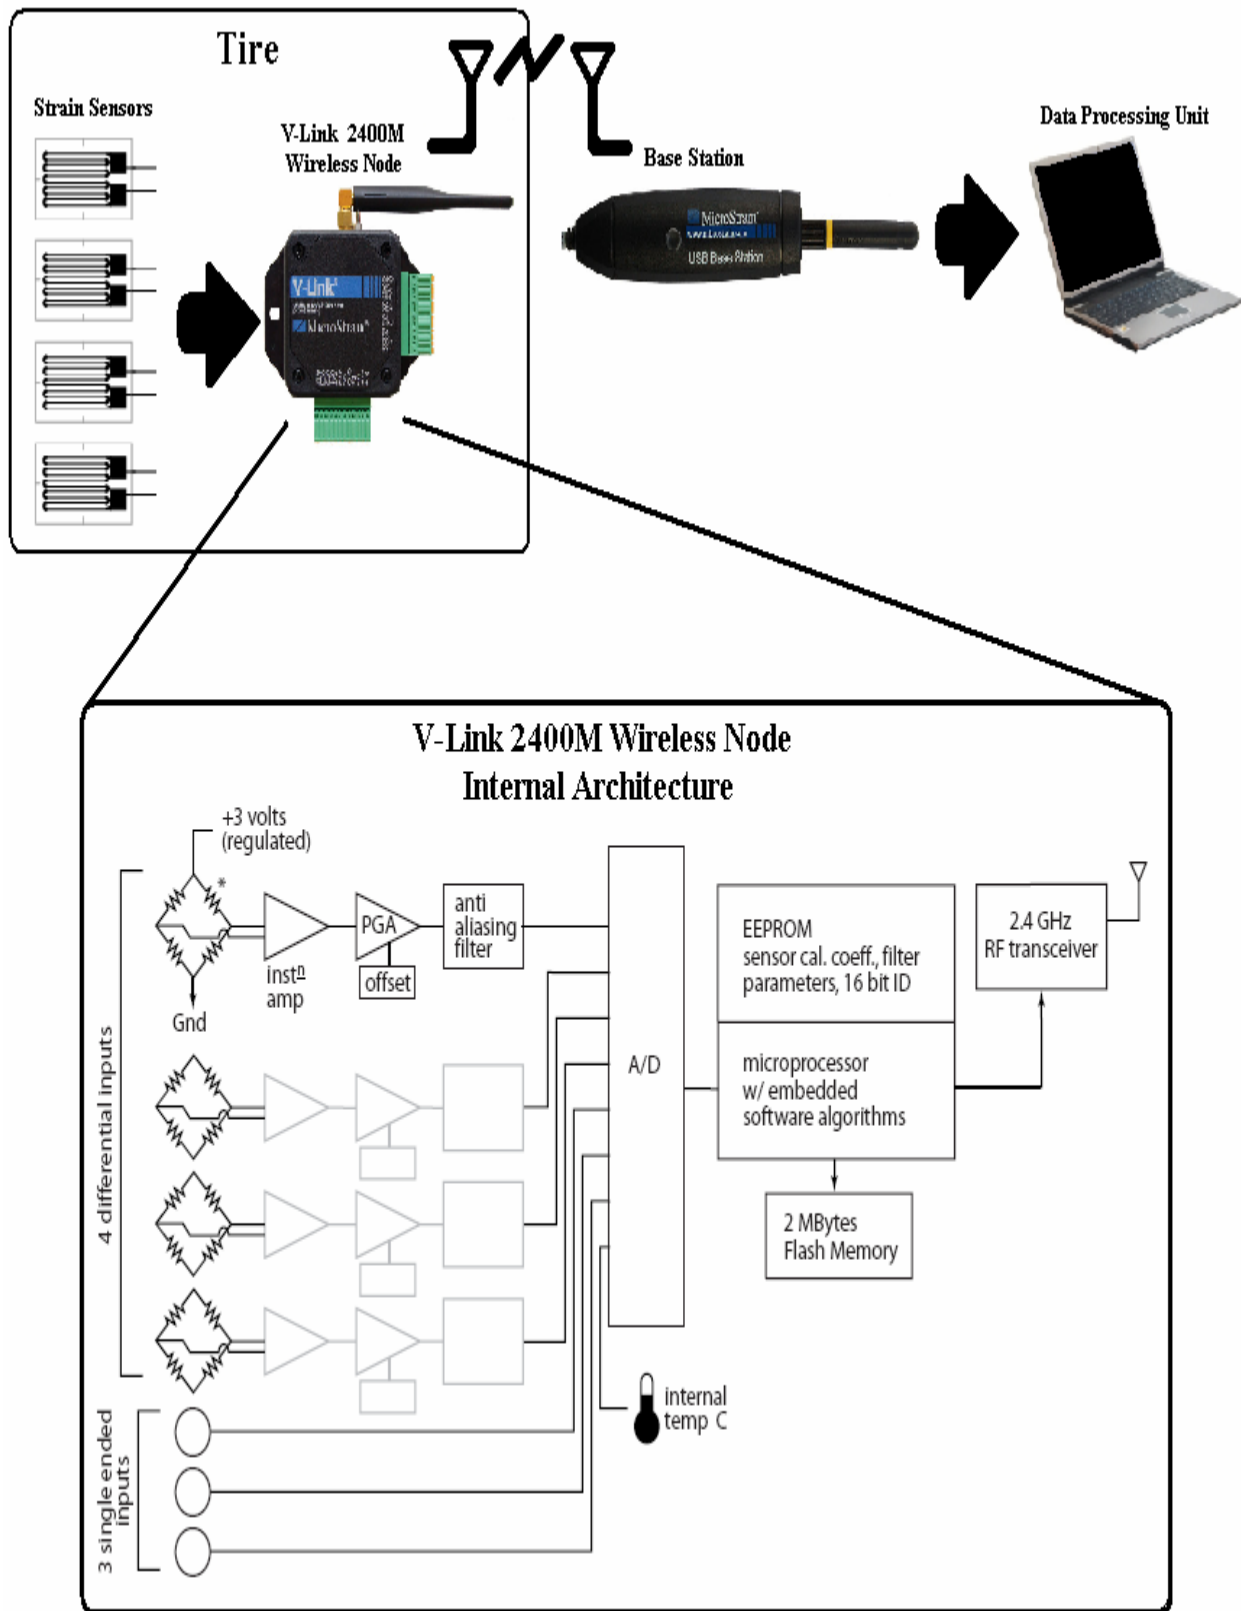 Tire
Strain Sensors
V-Link 2400M
Wireless Node
Base Station
Data Processing Unit
V-Link
MicroStrain
MicroStrain
USB Base Station
V-Link 2400M Wireless Node
Internal Architecture
+3 volts
(regulated)
*
Gnd
instn
amp
PGA
offset
anti
aliasing
filter
A/D
EEPROM
sensor cal. coeff., filter
parameters, 16 bit ID
microprocessor
w/ embedded
software algorithms
2.4 GHz
RF transceiver
2 MBytes
Flash Memory
internal
temp C
4 differential inputs
3 single ended
inputs